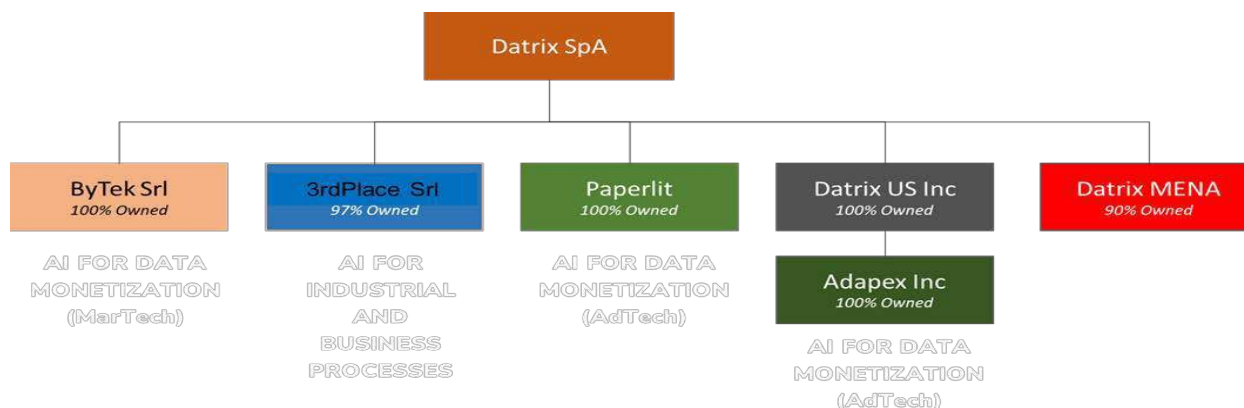 Datrix SpA
ByTek Srl
100% Owned
3rdPlace Srl
97% Owned
Paperlit
100% Owned
Datrix US Inc
100% Owned
Datrix MENA
90% Owned
AI FOR DATA
MONETIZATION
(MarTech)
AI FOR
INDUSTRIAL
AND
BUSINESS
PROCESSES
AI FOR DATA
MONETIZATION
(AdTech)
Adapex Inc
100% Owned
AI FOR DATA
MONETIZATION
(AdTech)